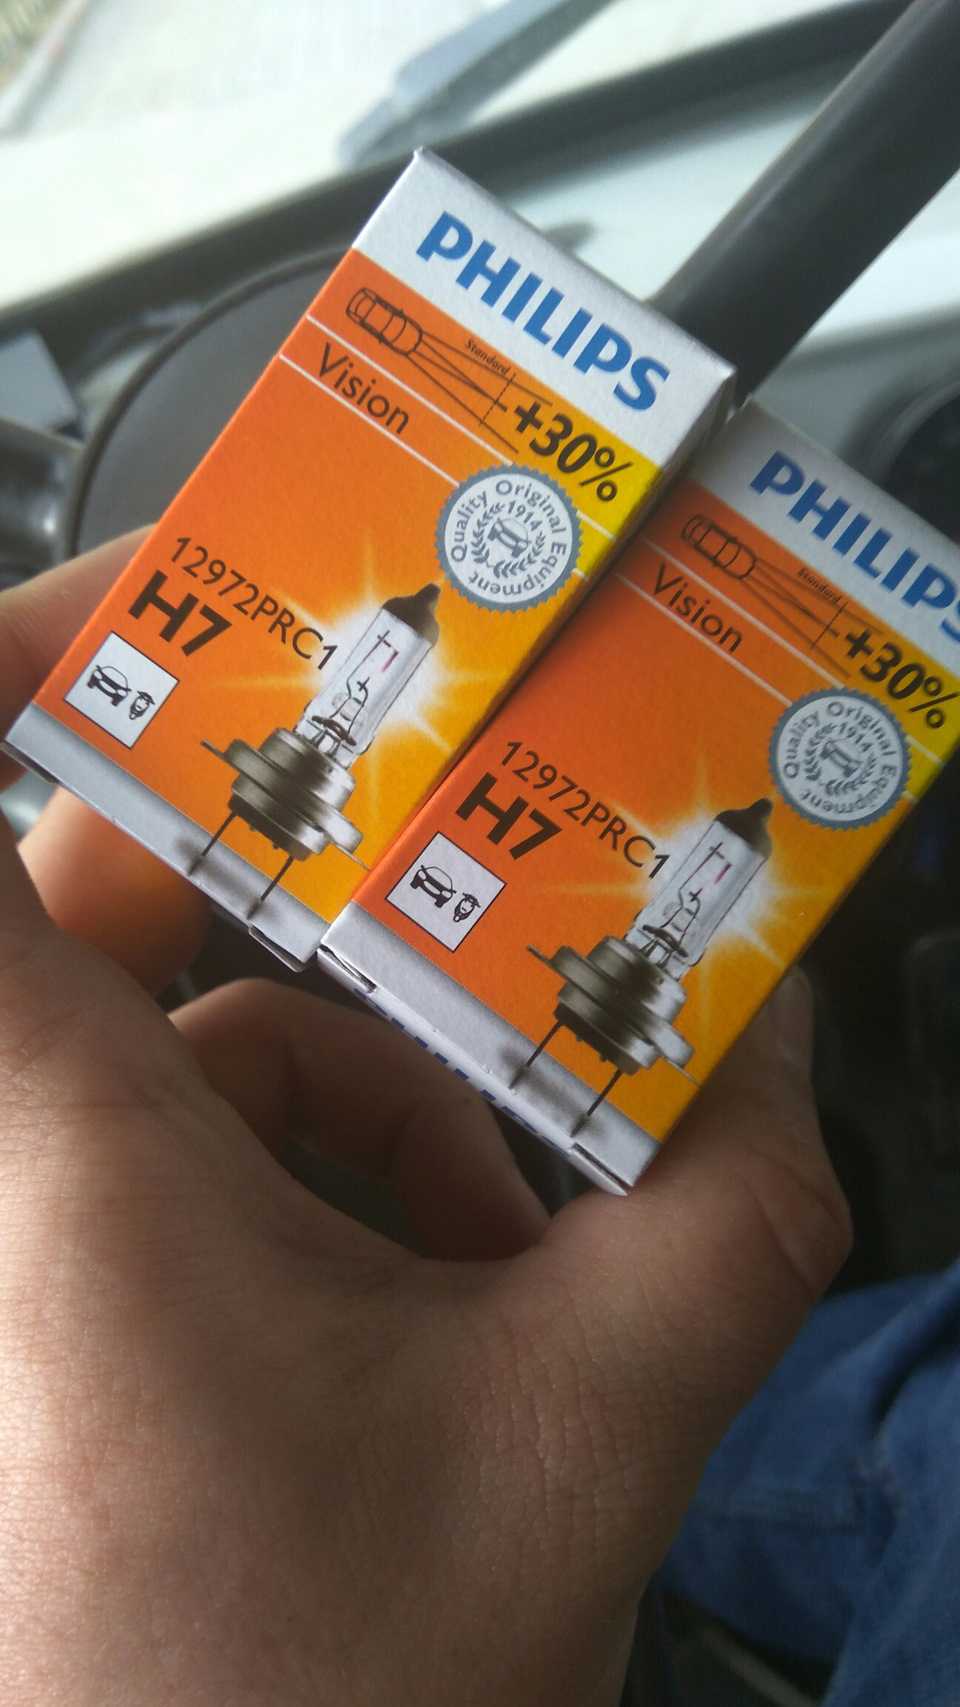 PHILIPS
Standard
+30%
Vision
Quality Original Equipment
1914
12972PRC1
H7
PHILIPS
Standard
+30%
Vision
Quality Original Equipment
1914
12972PRC1
H7
PHILIPS